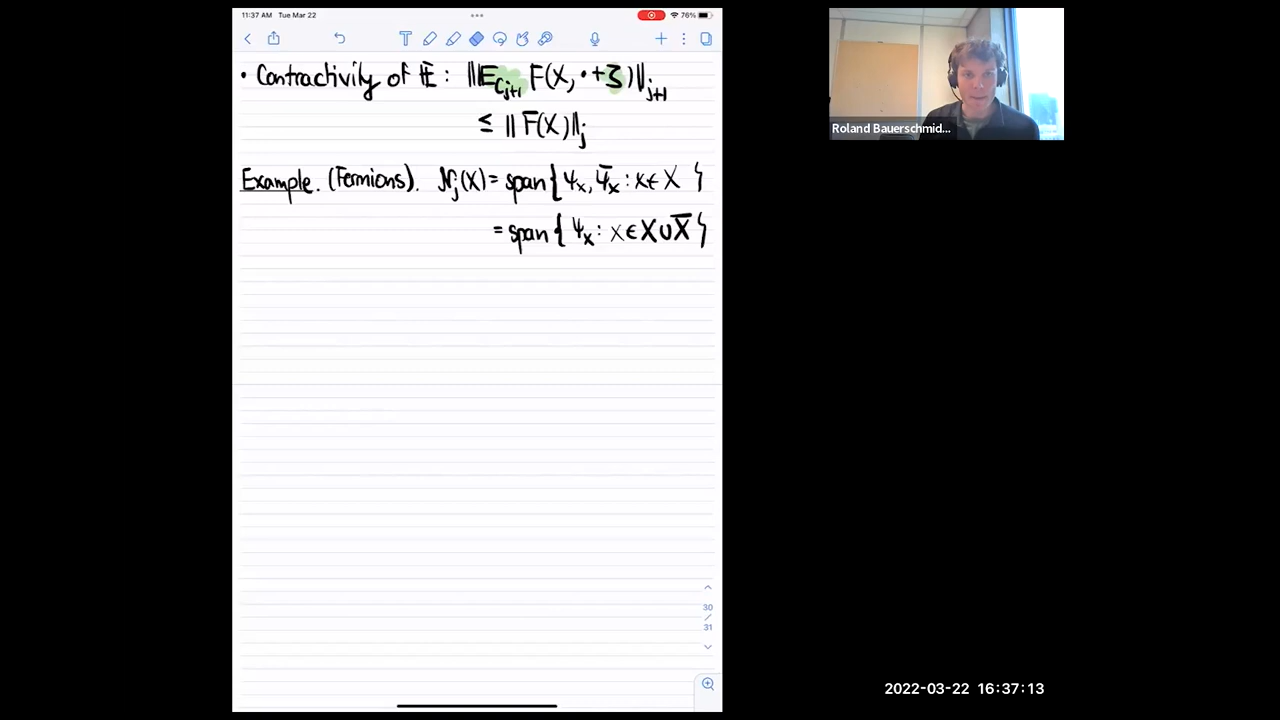 11:37 AM Tue Mar 22
76%
• Contractivity of 𝔼 : ‖𝔼_{C_{j+1}} F(X, · + ζ)‖_{j+1}
≤ ‖F(X)‖_j
Example. (Fermions). 𝒩_j(X) = span{ ψ_x, ψ̄_x : x ∈ X }
= span{ ψ_x : x ∈ X ∪ X̄ }
30
/
31
Roland Bauerschmid...
2022-03-22 16:37:13